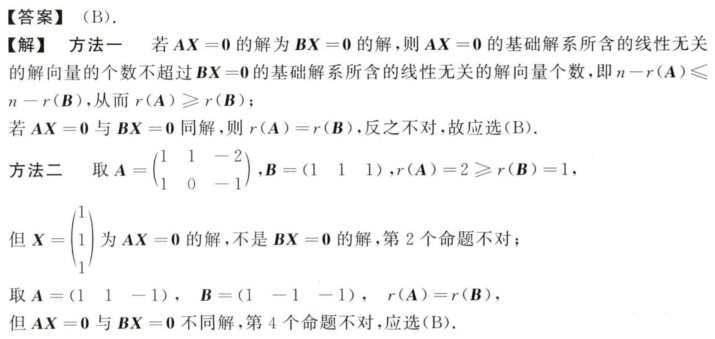 【答案】 (B).
【解】 方法一 若 AX=0 的解为 BX=0 的解,则 AX=0 的基础解系所含的线性无关
的解向量的个数不超过 BX=0 的基础解系所含的线性无关的解向量个数,即 n-r(A)≤
n-r(B),从而 r(A)≥r(B);
若 AX=0 与 BX=0 同解,则 r(A)=r(B),反之不对,故应选(B).
方法二 取 A=(1 1 -2
1 0 -1),B=(1 1 1),r(A)=2≥r(B)=1,
但 X=(1
1
1) 为 AX=0 的解,不是 BX=0 的解,第 2 个命题不对;
取 A=(1 1 -1), B=(1 -1 -1), r(A)=r(B),
但 AX=0 与 BX=0 不同解,第 4 个命题不对,应选(B).